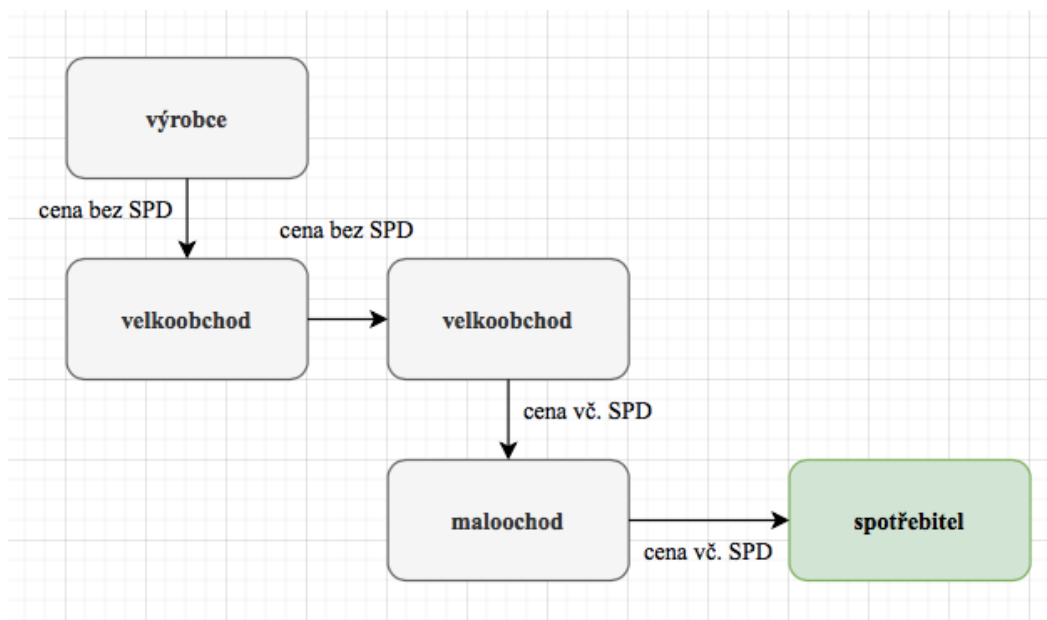 výrobce
cena bez SPD
cena bez SPD
velkoobchod
velkoobchod
cena vč. SPD
maloochod
spotřebitel
cena vč. SPD